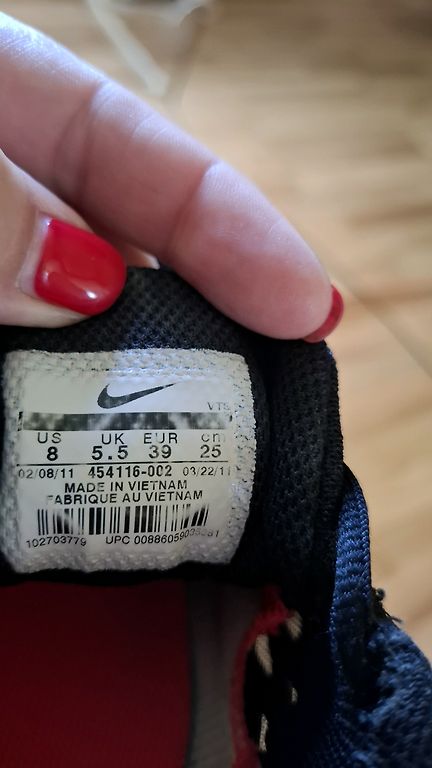 VTS
US UK EUR cm
8 5.5 39 25
02/08/11 454116-002 03/22/11
MADE IN VIETNAM
FABRIQUE AU VIETNAM
102703779 UPC